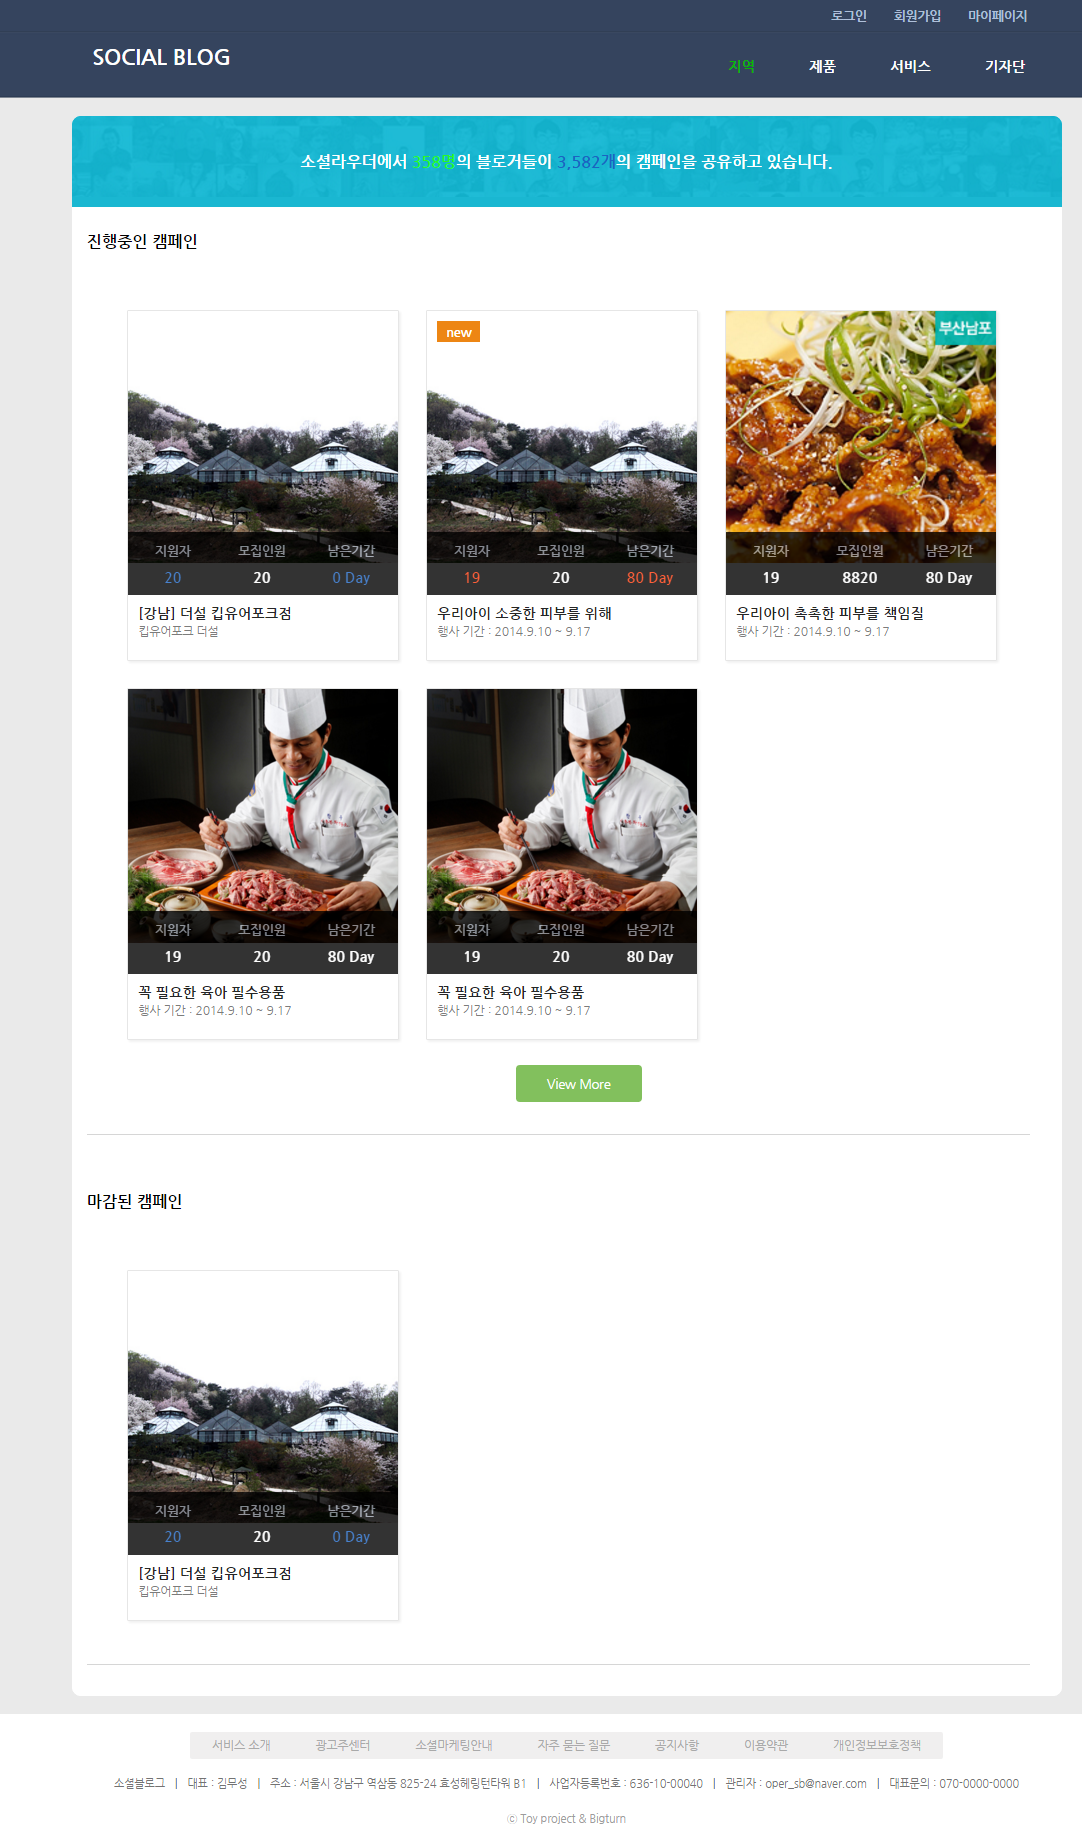 로그인 회원가입 마이페이지
SOCIAL BLOG
지역 제품 서비스 기자단
소셜라우더에서 358명의 블로거들이 3,582개의 캠페인을 공유하고 있습니다.
진행중인 캠페인
지원자 모집인원 남은기간
20 20 0 Day
[강남] 더설 킵유어포크점
킵유어포크 더설
new
지원자 모집인원 남은기간
19 20 80 Day
우리아이 소중한 피부를 위해
행사 기간 : 2014.9.10 ~ 9.17
부산남포
지원자 모집인원 남은기간
19 8820 80 Day
우리아이 촉촉한 피부를 책임질
행사 기간 : 2014.9.10 ~ 9.17
지원자 모집인원 남은기간
19 20 80 Day
꼭 필요한 육아 필수용품
행사 기간 : 2014.9.10 ~ 9.17
지원자 모집인원 남은기간
19 20 80 Day
꼭 필요한 육아 필수용품
행사 기간 : 2014.9.10 ~ 9.17
View More
마감된 캠페인
지원자 모집인원 남은기간
20 20 0 Day
[강남] 더설 킵유어포크점
킵유어포크 더설
서비스 소개 광고주센터 소셜마케팅안내 자주 묻는 질문 공지사항 이용약관 개인정보보호정책
소셜블로그 | 대표 : 김무성 | 주소 : 서울시 강남구 역삼동 825-24 효성헤링턴타워 B1 | 사업자등록번호 : 636-10-00040 | 관리자 : oper_sb@naver.com | 대표문의 : 070-0000-0000
ⓒ Toy project & Bigturn